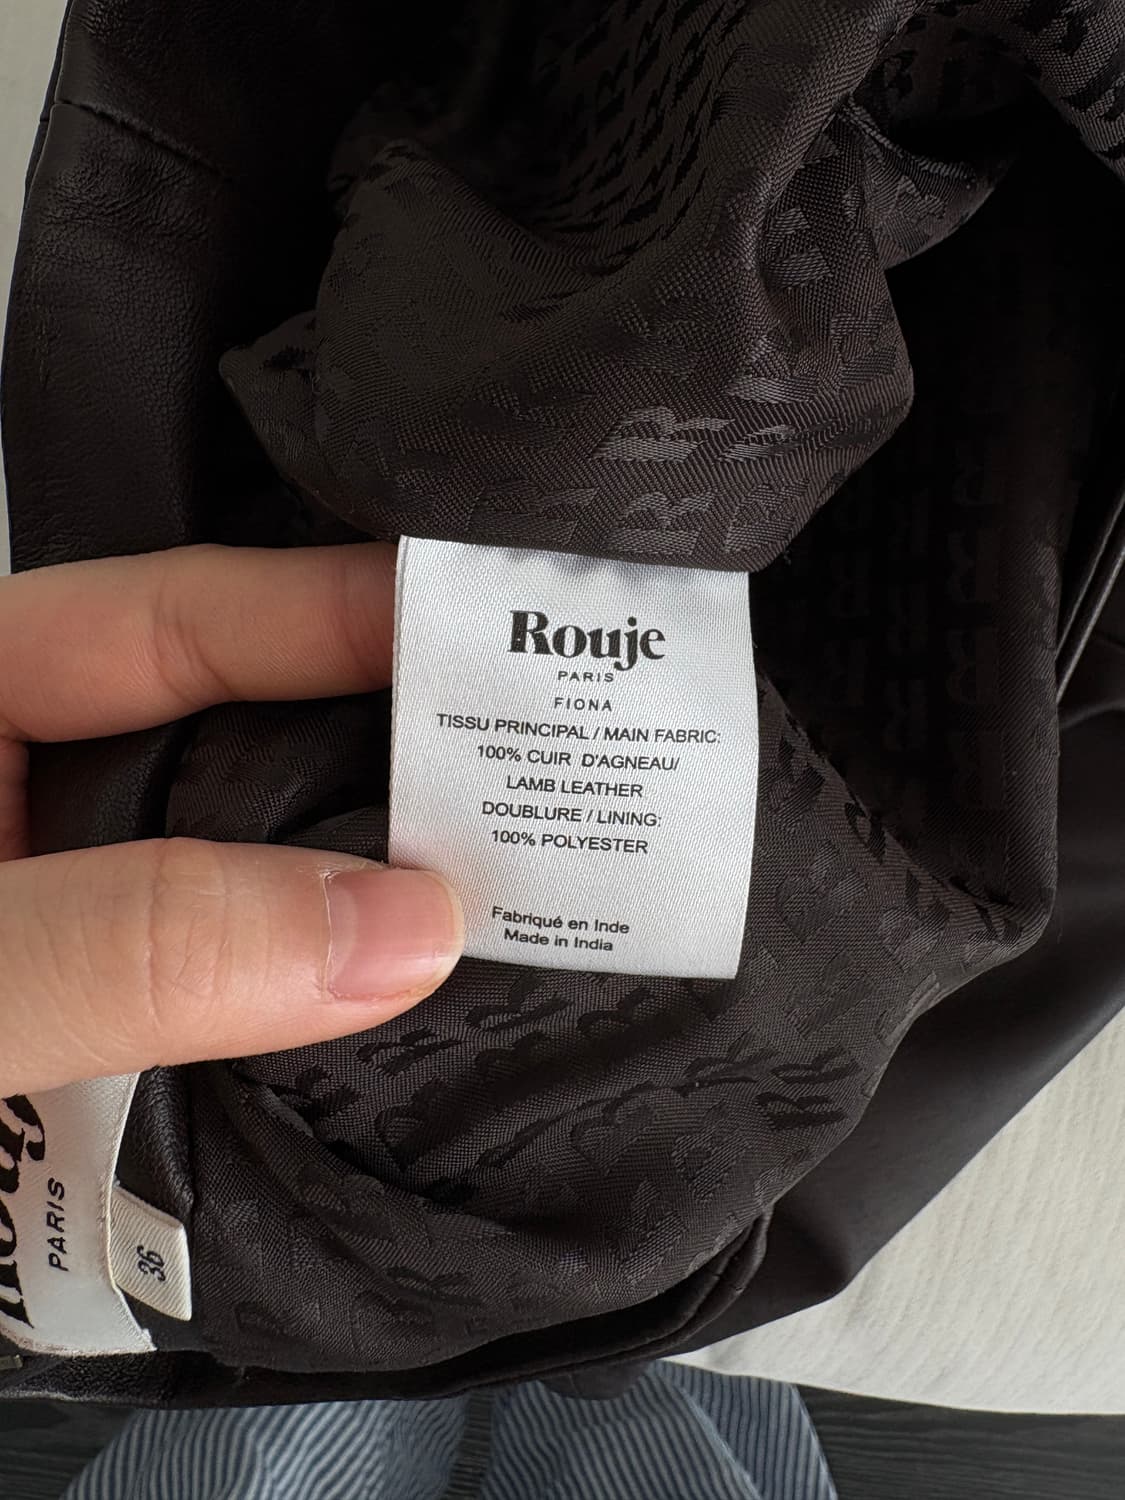 Rouje
PARIS
FIONA
TISSU PRINCIPAL / MAIN FABRIC:
100% CUIR D'AGNEAU/
LAMB LEATHER
DOUBLURE / LINING:
100% POLYESTER
Fabriqué en Inde
Made in India
PARIS
36